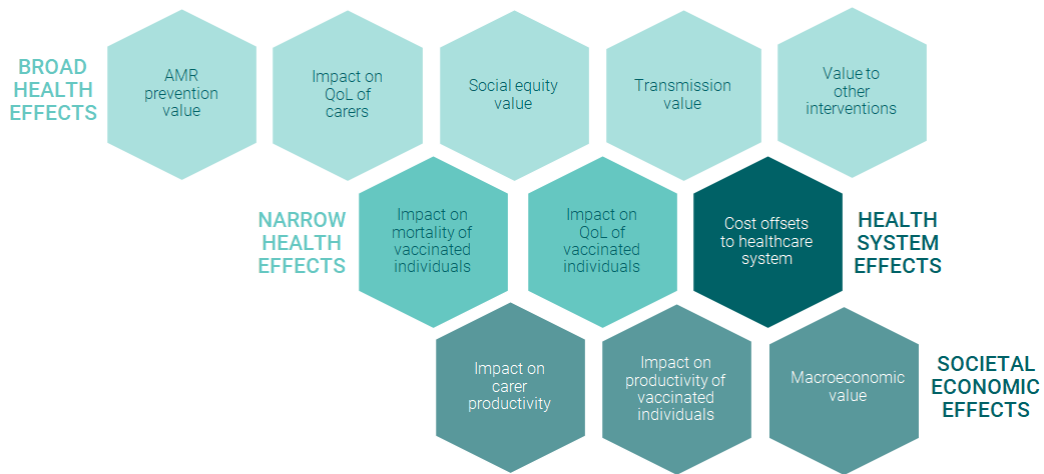 BROAD
HEALTH
EFFECTS
AMR
prevention
value
Impact on
QoL of
carers
Social equity
value
Transmission
value
Value to
other
interventions
NARROW
HEALTH
EFFECTS
Impact on
mortality of
vaccinated
individuals
Impact on
QoL of
vaccinated
individuals
Cost offsets
to healthcare
system
HEALTH
SYSTEM
EFFECTS
Impact on
carer
productivity
Impact on
productivity of
vaccinated
individuals
Macroeconomic
value
SOCIETAL
ECONOMIC
EFFECTS